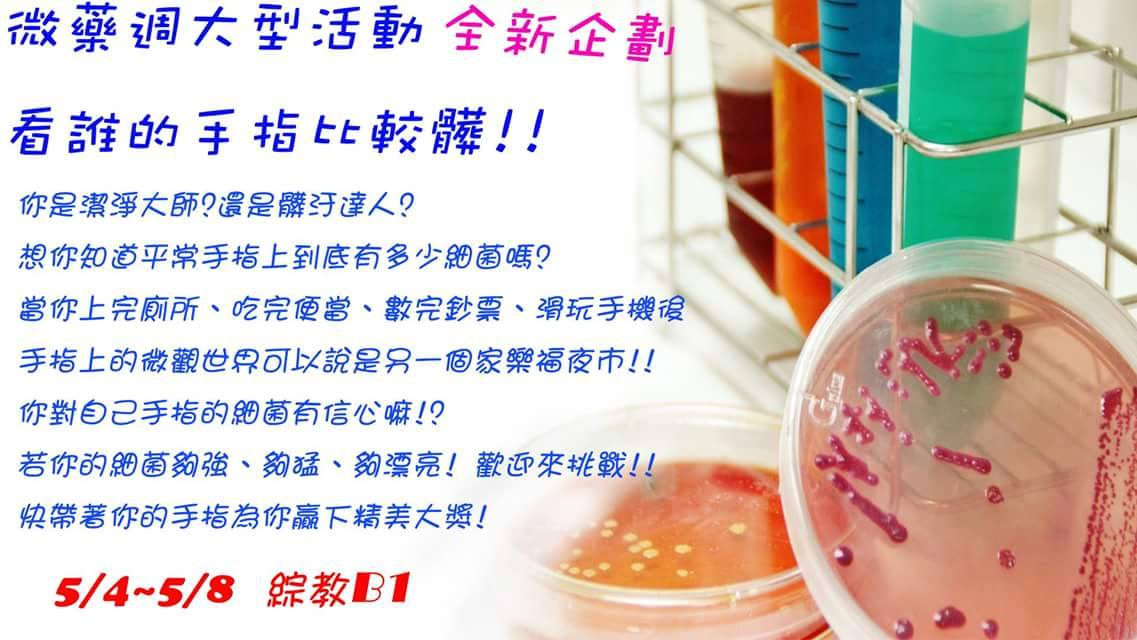 微藥週大型活動 全新企劃
看誰的手指比較髒!!
你是潔淨大師?還是髒汙達人?
想你知道平常手指上到底有多少細菌嗎?
當你上完廁所、吃完便當、數完鈔票、滑玩手機後
手指上的微觀世界可以說是另一個家樂福夜市!!
你對自己手指的細菌有信心嘛!?
若你的細菌夠強、夠猛、夠漂亮! 歡迎來挑戰!!
快帶著你的手指為你贏下精美大獎!
5/4~5/8 綜教B1